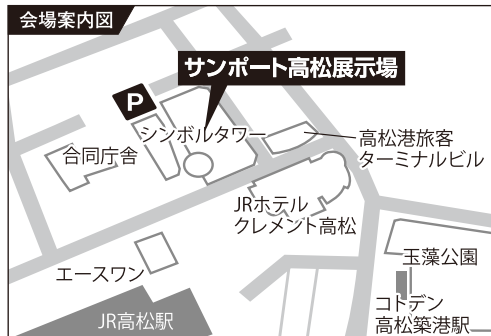 会場案内図
サンポート高松展示場
P
シンボルタワー
合同庁舎
高松港旅客
ターミナルビル
JRホテル
クレメント高松
玉藻公園
エースワン
コトデン
高松築港駅
JR高松駅